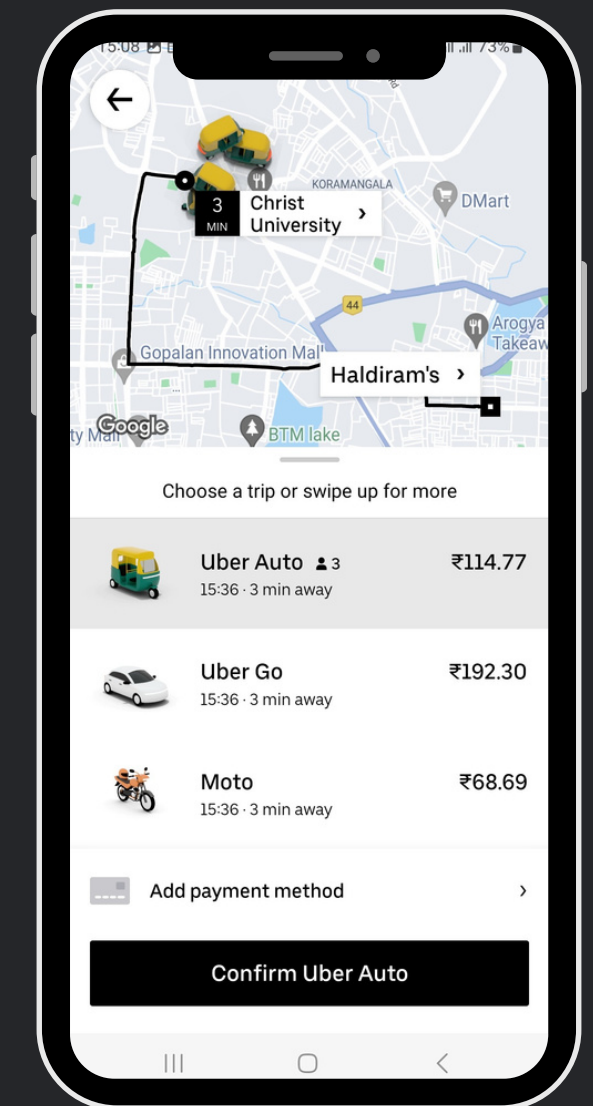 15:08
73%
Rd
KORAMANGALA
DMart
3
MIN
Christ
University
44
Arogya
Takeaw
Gopalan Innovation Mall
Haldiram's
Google
ty Mall
BTM lake
Choose a trip or swipe up for more
Uber Auto 3
₹114.77
15:36 · 3 min away
Uber Go
₹192.30
15:36 · 3 min away
Moto
₹68.69
15:36 · 3 min away
Add payment method
Confirm Uber Auto